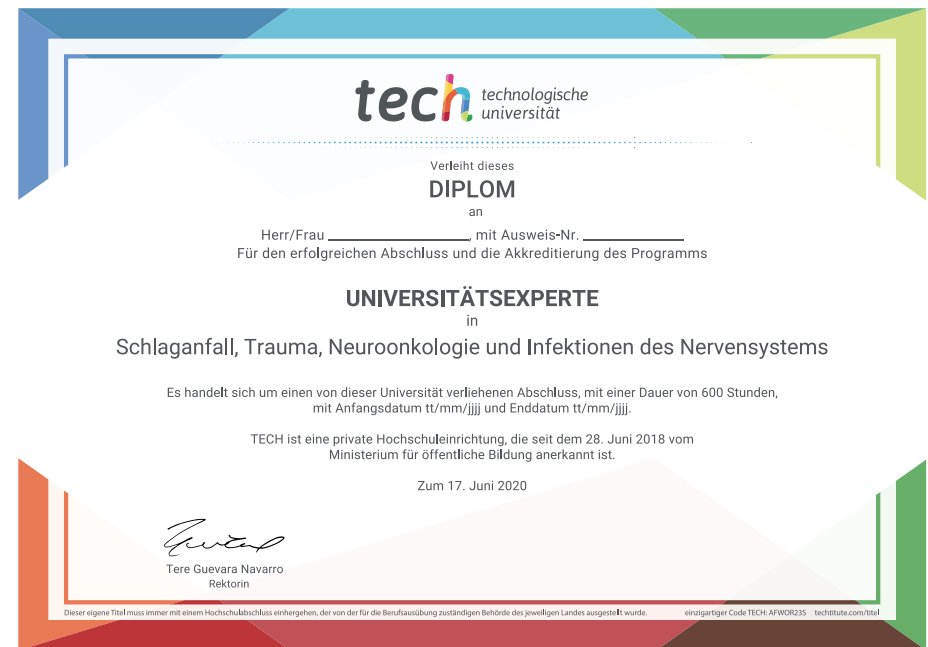 tech technologische
universität
Verleiht dieses
DIPLOM
an
Herr/Frau ____________, mit Ausweis-Nr. ____________
Für den erfolgreichen Abschluss und die Akkreditierung des Programms
UNIVERSITÄTSEXPERTE
in
Schlaganfall, Trauma, Neuroonkologie und Infektionen des Nervensystems
Es handelt sich um einen von dieser Universität verliehenen Abschluss, mit einer Dauer von 600 Stunden,
mit Anfangsdatum tt/mm/jjjj und Enddatum tt/mm/jjjj.
TECH ist eine private Hochschuleinrichtung, die seit dem 28. Juni 2018 vom
Ministerium für öffentliche Bildung anerkannt ist.
Zum 17. Juni 2020
Tere Guevara Navarro
Rektorin
Dieser eigene Titel muss immer mit einem Hochschulabschluss einhergehen, der von der für die Berufsausübung zuständigen Behörde des jeweiligen Landes ausgestellt wurde. einzigartiger Code TECH: AFWOR23S techtitute.com/titel